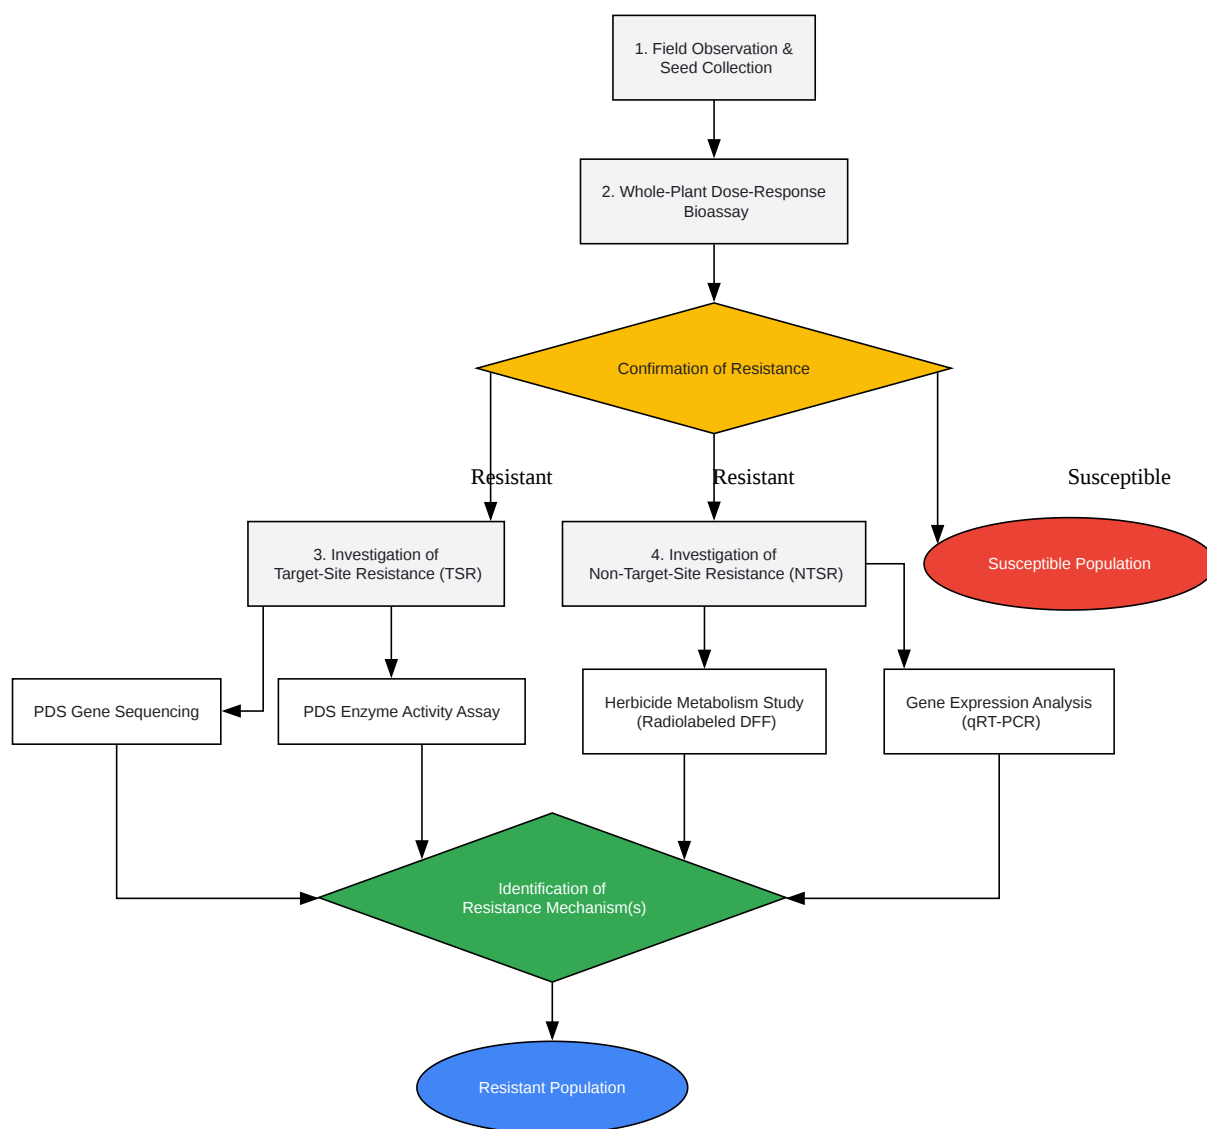 1. Field Observation &
Seed Collection
2. Whole-Plant Dose-Response
Bioassay
Confirmation of Resistance
Resistant
Resistant
Susceptible
3. Investigation of
Target-Site Resistance (TSR)
4. Investigation of
Non-Target-Site Resistance (NTSR)
Susceptible Population
PDS Gene Sequencing
PDS Enzyme Activity Assay
Herbicide Metabolism Study
(Radiolabeled DFF)
Gene Expression Analysis
(qRT-PCR)
Identification of
Resistance Mechanism(s)
Resistant Population